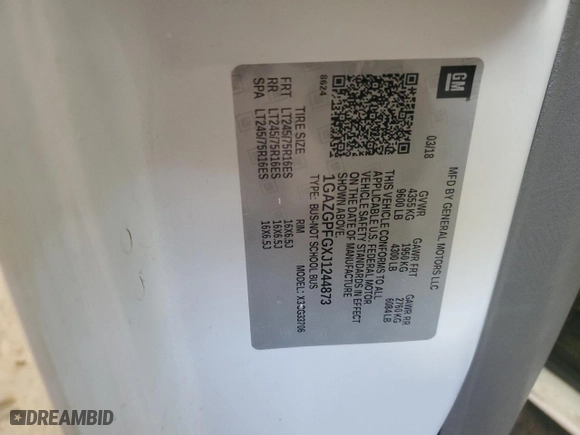 GM
MFD BY GENERAL MOTORS LLC
03/18
GVWR GAWR FRT GAWR RR
4355 KG 1950 KG 2760 KG
9600 LB 4300 LB 6084 LB
THIS VEHICLE CONFORMS TO ALL
APPLICABLE U.S. FEDERAL MOTOR
VEHICLE SAFETY STANDARDS IN EFFECT
ON THE DATE OF MANUFACTURE
SHOWN ABOVE.
1GAZGPFGXJ1244873
TYPE: BUS-NOT SCHOOL BUS
8624
TIRE SIZE RIM
FRT LT245/75R16ES 16X6.5J
RR LT245/75R16ES 16X6.5J
SPA LT245/75R16ES 16X6.5J
DREAMBID